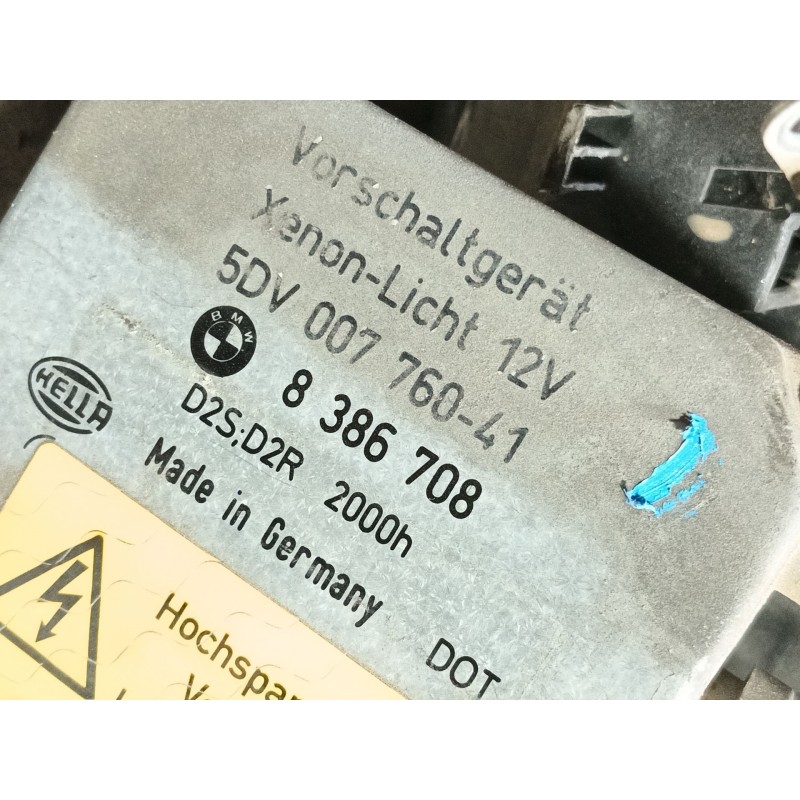 Vorschaltgerät
Xenon-Licht 12V
5DV 007 760-41
BMW
8 386 708
HELLA
D2S;D2R 2000h
Made in Germany
DOT